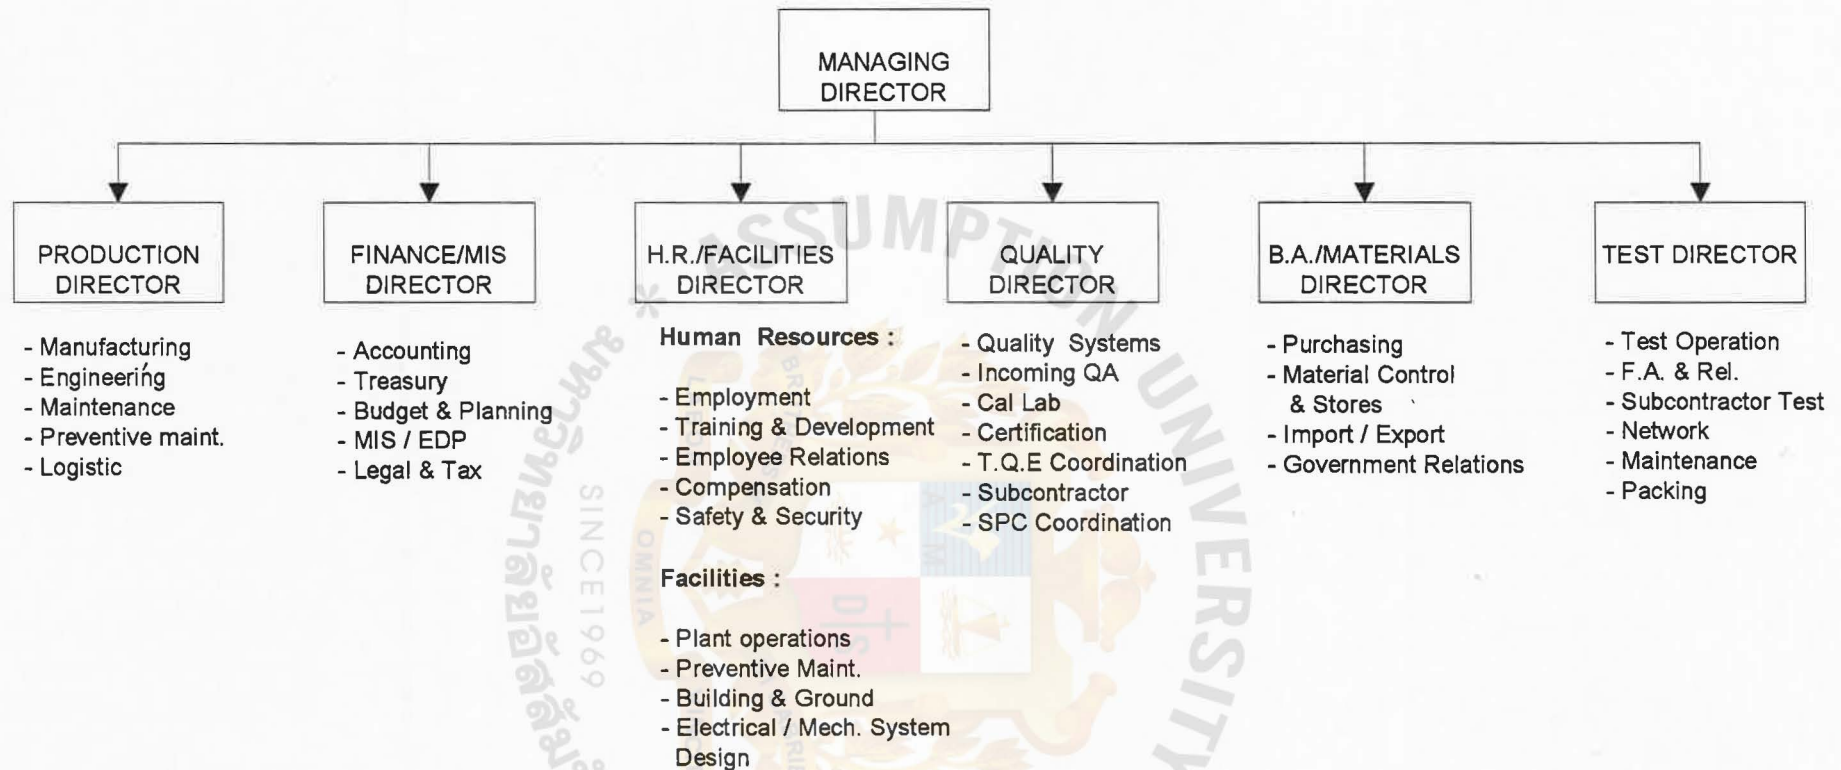 MANAGING
DIRECTOR
PRODUCTION
DIRECTOR
- Manufacturing
- Engineering
- Maintenance
- Preventive maint.
- Logistic
FINANCE/MIS
DIRECTOR
- Accounting
- Treasury
- Budget & Planning
- MIS / EDP
- Legal & Tax
H.R./FACILITIES
DIRECTOR
Human Resources :
- Employment
- Training & Development
- Employee Relations
- Compensation
- Safety & Security
Facilities :
- Plant operations
- Preventive Maint.
- Building & Ground
- Electrical / Mech. System
Design
QUALITY
DIRECTOR
- Quality Systems
- Incoming QA
- Cal Lab
- Certification
- T.Q.E Coordination
- Subcontractor
- SPC Coordination
B.A./MATERIALS
DIRECTOR
- Purchasing
- Material Control
& Stores
- Import / Export
- Government Relations
TEST DIRECTOR
- Test Operation
- F.A. & Rel.
- Subcontractor Test
- Network
- Maintenance
- Packing
ASSUMPTION UNIVERSITY
SINCE1969
OMNIA
D S